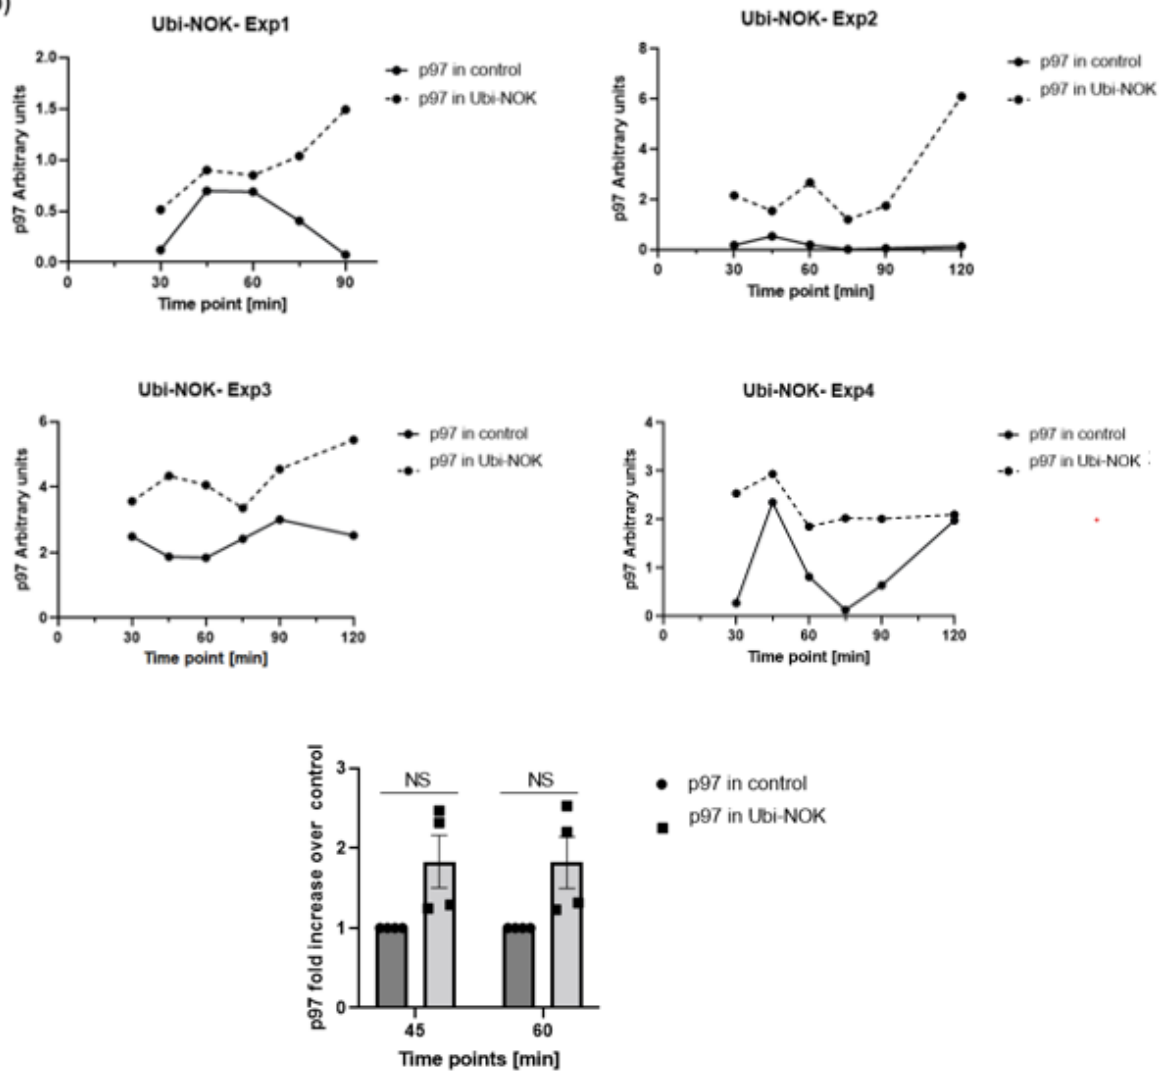 Ubi-NOK- Exp1
p97 Arbitrary units
2.0
1.5
1.0
0.5
0.0
0 30 60 90
Time point [min]
p97 in control
p97 in Ubi-NOK
Ubi-NOK- Exp2
p97 Arbitrary units
8
6
4
2
0
0 30 60 90 120
Time point [min]
p97 in control
p97 in Ubi-NOK
Ubi-NOK- Exp3
p97 Arbitrary units
6
4
2
0
0 30 60 90 120
Time point [min]
p97 in control
p97 in Ubi-NOK
Ubi-NOK- Exp4
p97 Arbitrary units
4
3
2
1
0
0 30 60 90 120
Time point [min]
p97 in control
p97 in Ubi-NOK
p97 fold increase over control
3
2
1
0
NS NS
45 60
Time points [min]
p97 in control
p97 in Ubi-NOK